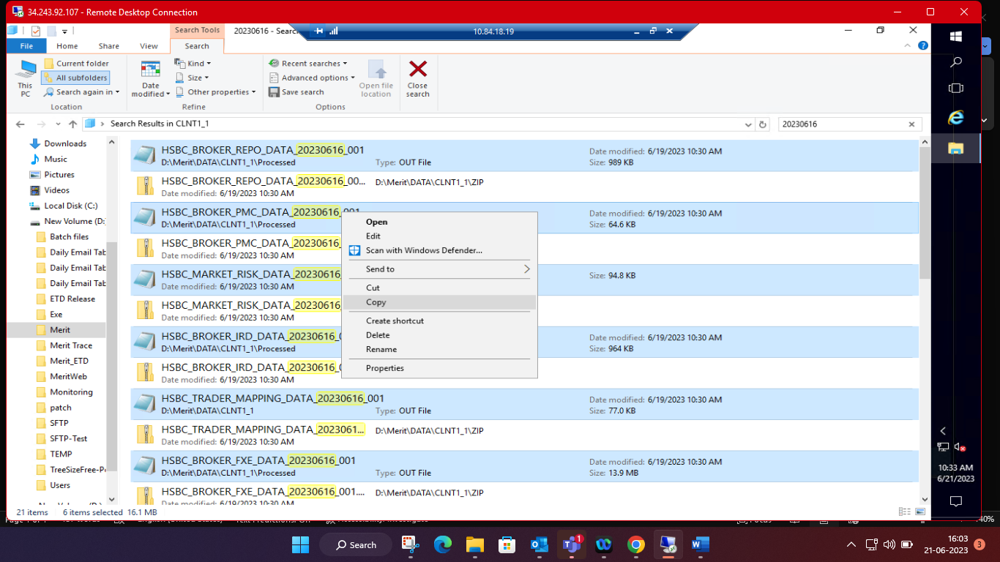 34.243.92.107 - Remote Desktop Connection
Search Tools
20230616 - Searc
10.84.18.19
File
Home
Share
View
Search
This PC
Current folder
All subfolders
Search again in
Location
Date modified
Kind
Size
Other properties
Refine
Recent searches
Advanced options
Save search
Options
Open file location
Close search
Search Results in CLNT1_1
20230616
Downloads
Music
Pictures
Videos
Local Disk (C:)
New Volume (D:
Batch files
Daily Email Tab
Daily Email Tab
Daily Email Tab
ETD Release
Exe
Merit
Merit Trace
Merit_ETD
MeritWeb
Monitoring
patch
SFTP
SFTP-Test
TEMP
TreeSizeFree-P
Users
HSBC_BROKER_REPO_DATA_20230616_001
D:\Merit\DATA\CLNT1_1\Processed
Type: OUT File
Date modified: 6/19/2023 10:30 AM
Size: 989 KB
HSBC_BROKER_REPO_DATA_20230616_00...
D:\Merit\DATA\CLNT1_1\ZIP
Date modified: 6/19/2023 10:30 AM
HSBC_BROKER_PMC_DATA_20230616_001
D:\Merit\DATA\CLNT1_1\Processed
Date modified: 6/19/2023 10:30 AM
Size: 64.6 KB
HSBC_BROKER_PMC_DATA_20230616
Date modified: 6/19/2023 10:30 AM
HSBC_MARKET_RISK_DATA_20230616
Date modified: 6/19/2023 10:30 AM
Size: 94.8 KB
HSBC_MARKET_RISK_DATA_20230616
Date modified: 6/19/2023 10:30 AM
HSBC_BROKER_IRD_DATA_20230616_0
D:\Merit\DATA\CLNT1_1\Processed
Date modified: 6/19/2023 10:30 AM
Size: 964 KB
HSBC_BROKER_IRD_DATA_20230616_0
Date modified: 6/19/2023 10:30 AM
HSBC_TRADER_MAPPING_DATA_20230616_001
D:\Merit\DATA\CLNT1_1
Type: OUT File
Date modified: 6/19/2023 10:30 AM
Size: 77.0 KB
HSBC_TRADER_MAPPING_DATA_2023061...
D:\Merit\DATA\CLNT1_1\ZIP
Date modified: 6/19/2023 10:30 AM
HSBC_BROKER_FXE_DATA_20230616_001
D:\Merit\DATA\CLNT1_1\Processed
Type: OUT File
Date modified: 6/19/2023 10:30 AM
Size: 13.9 MB
HSBC_BROKER_FXE_DATA_20230616_001....
D:\Merit\DATA\CLNT1_1\ZIP
Date modified: 6/19/2023 10:30 AM
Open
Edit
Scan with Windows Defender...
Send to
Cut
Copy
Create shortcut
Delete
Rename
Properties
21 items
6 items selected 16.1 MB
10:33 AM
6/21/2023
40%
Search
1
16:03
21-06-2023
3